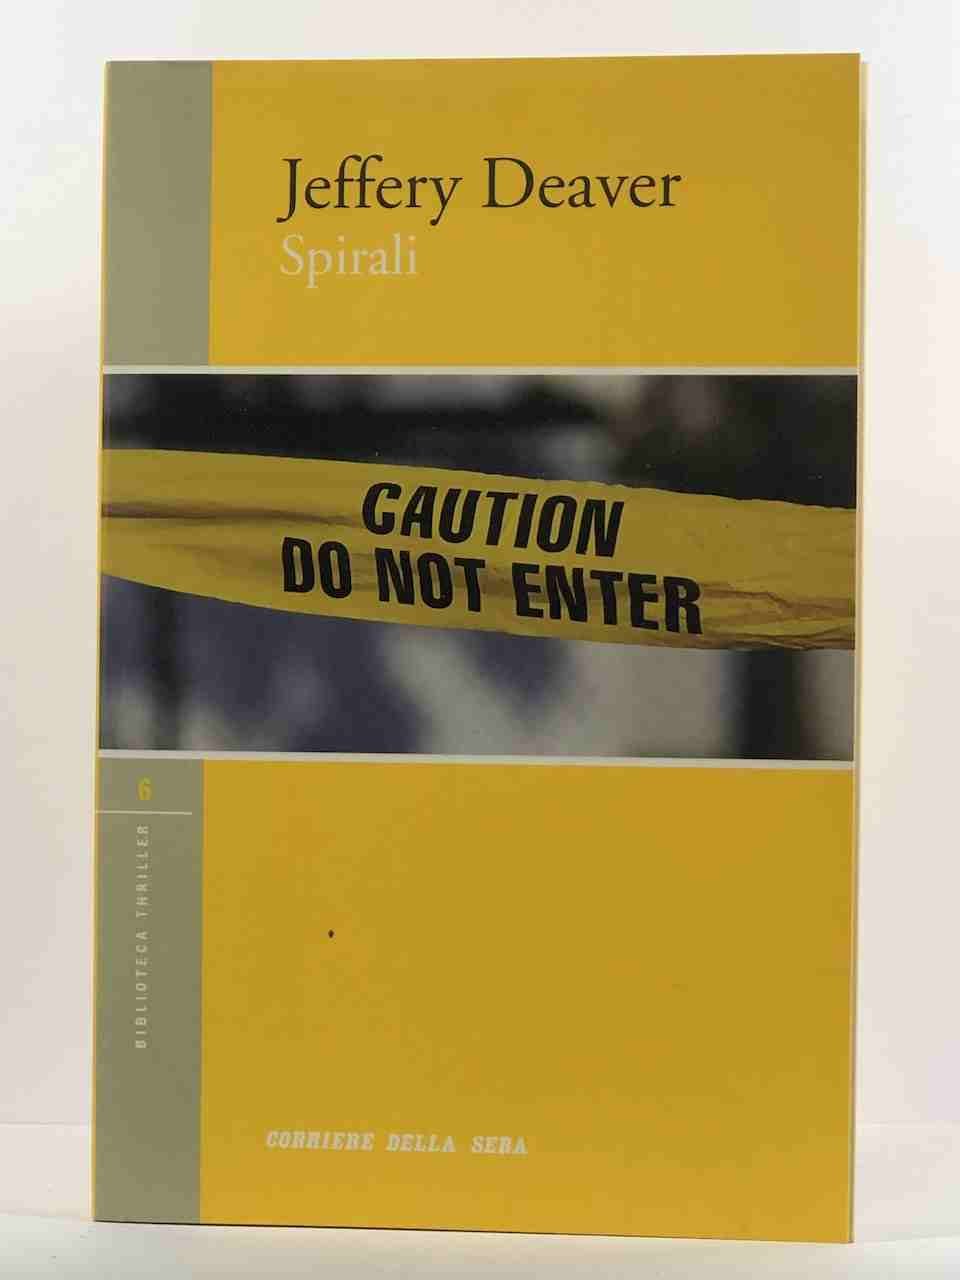 Jeffery Deaver
Spirali
CAUTION
DO NOT ENTER
6
BIBLIOTECA THRILLER
CORRIERE DELLA SERA